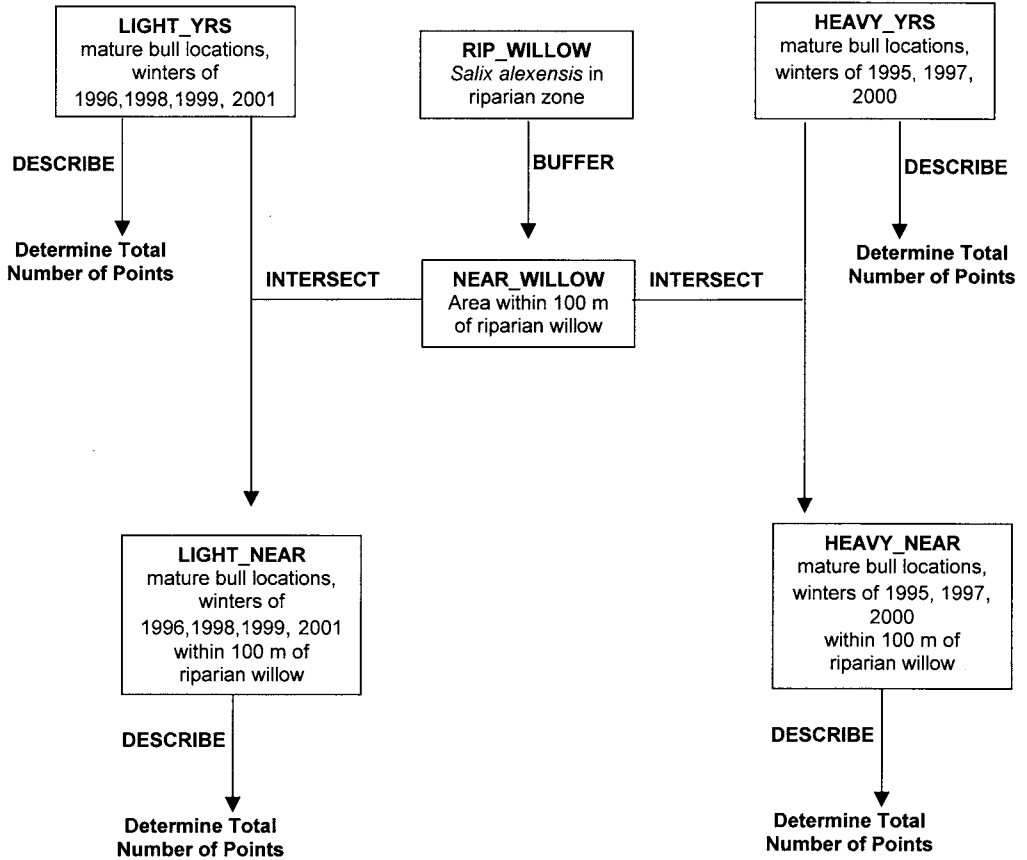 LIGHT_YRS
mature bull locations,
winters of
1996,1998,1999, 2001
RIP_WILLOW
Salix alexensis in
riparian zone
HEAVY_YRS
mature bull locations,
winters of 1995, 1997,
2000
DESCRIBE
BUFFER
DESCRIBE
Determine Total
Number of Points
Determine Total
Number of Points
INTERSECT
NEAR_WILLOW
Area within 100 m
of riparian willow
INTERSECT
LIGHT_NEAR
mature bull locations,
winters of
1996,1998,1999, 2001
within 100 m of
riparian willow
HEAVY_NEAR
mature bull locations,
winters of 1995, 1997,
2000
within 100 m of
riparian willow
DESCRIBE
DESCRIBE
Determine Total
Number of Points
Determine Total
Number of Points